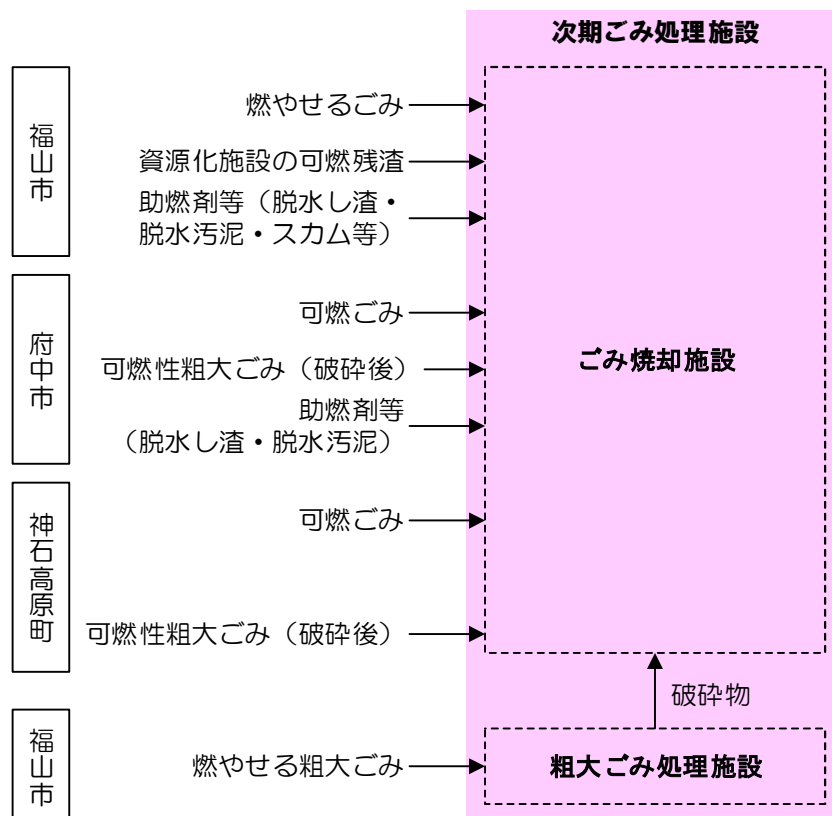 次期ごみ処理施設
福山市
燃やせるごみ
資源化施設の可燃残渣
助燃剤等（脱水し渣・
脱水汚泥・スカム等）
府中市
可燃ごみ
可燃性粗大ごみ（破砕後）
助燃剤等
（脱水し渣・脱水汚泥）
ごみ焼却施設
神石高原町
可燃ごみ
可燃性粗大ごみ（破砕後）
破砕物
福山市
燃やせる粗大ごみ
粗大ごみ処理施設